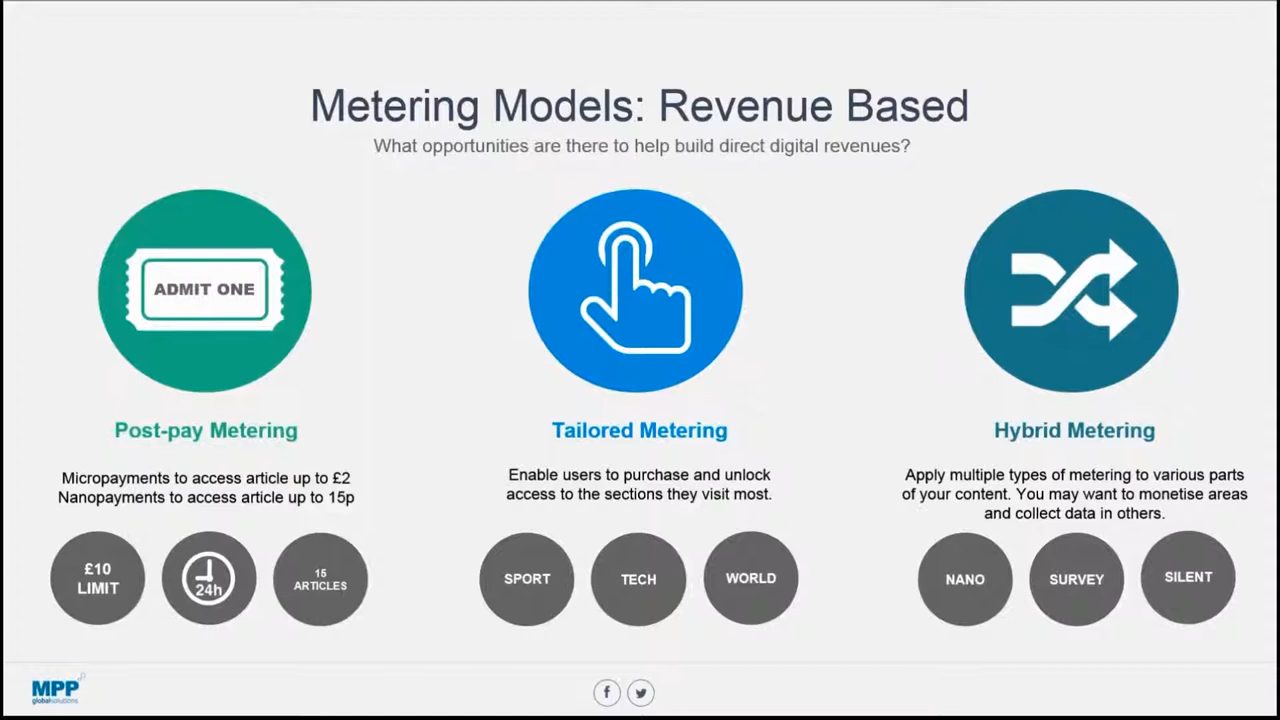 Metering Models: Revenue Based
What opportunities are there to help build direct digital revenues?
ADMIT ONE
Post-pay Metering
Micropayments to access article up to £2
Nanopayments to access article up to 15p
£10
LIMIT
24h
15
ARTICLES
Tailored Metering
Enable users to purchase and unlock
access to the sections they visit most.
SPORT
TECH
WORLD
Hybrid Metering
Apply multiple types of metering to various parts
of your content. You may want to monetise areas
and collect data in others.
NANO
SURVEY
SILENT
MPP
globalsolutions
f